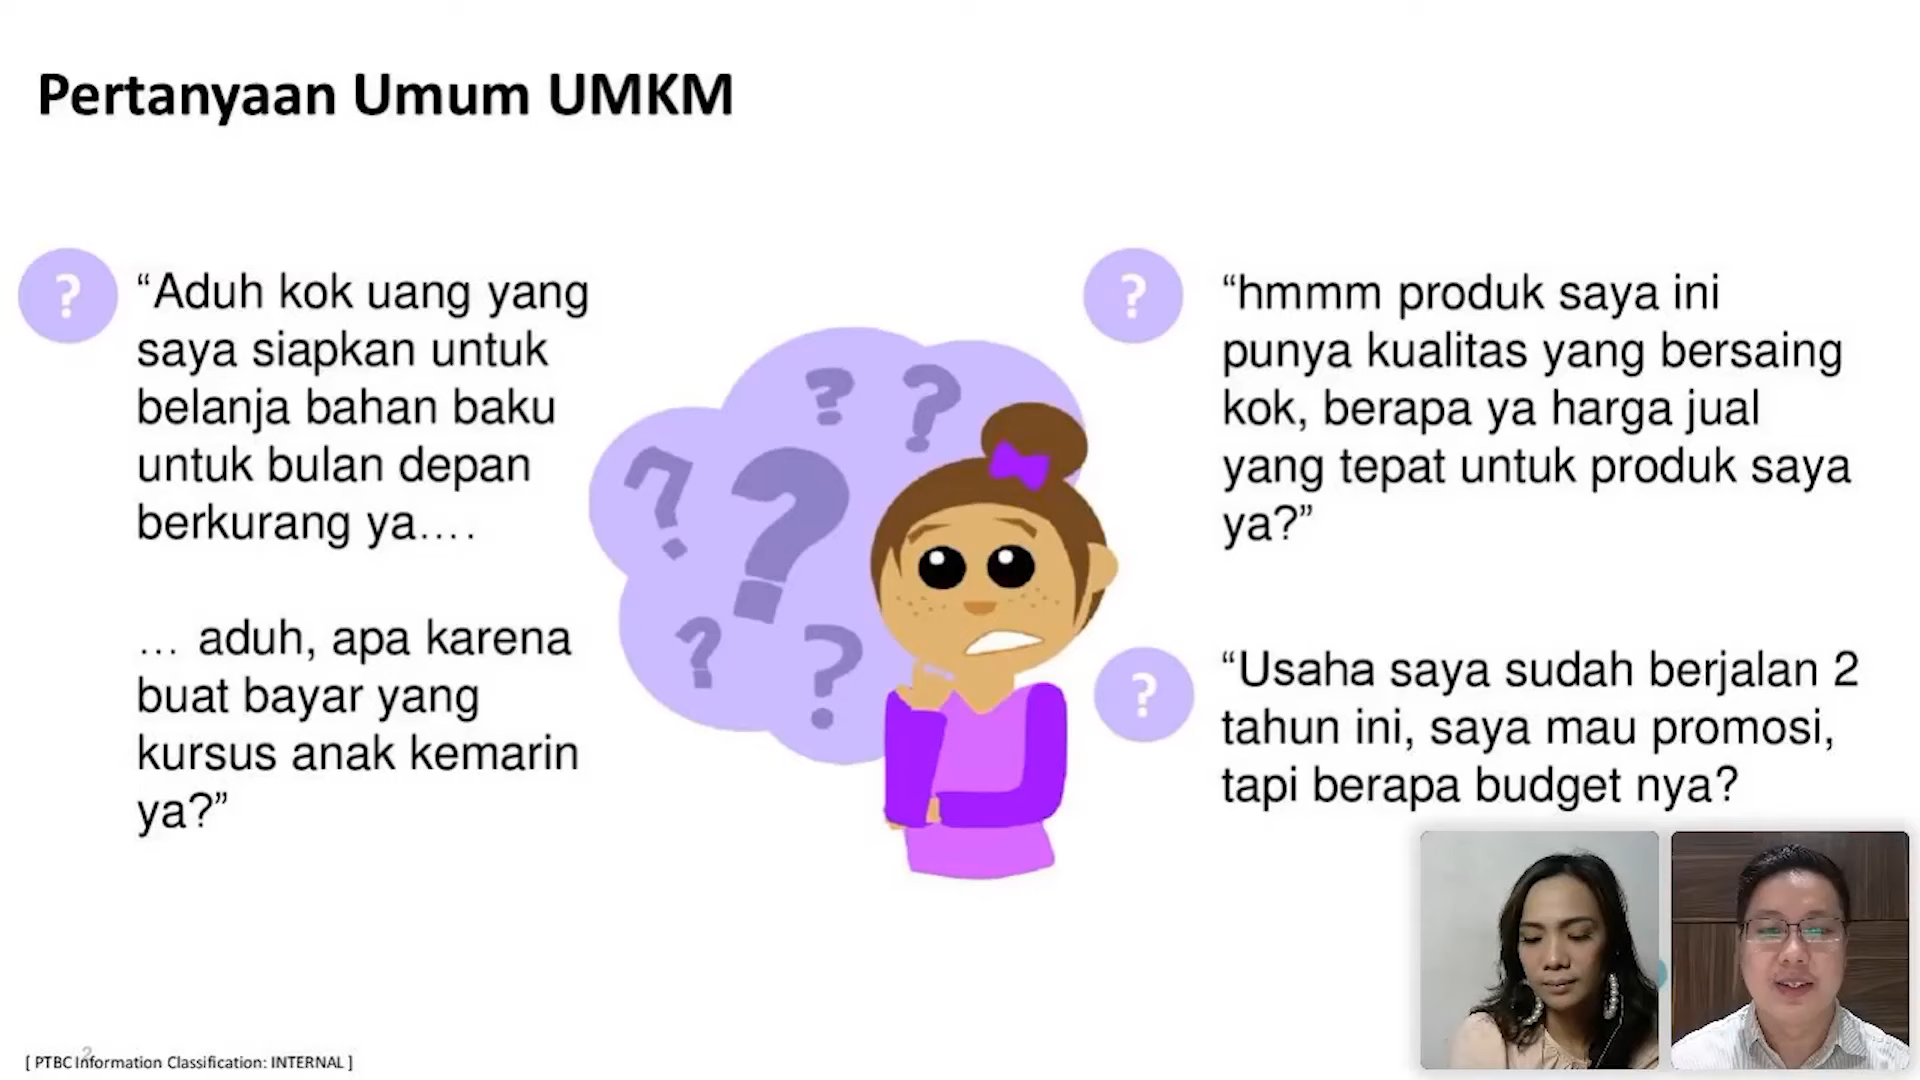 Pertanyaan Umum UMKM
?
“Aduh kok uang yang
saya siapkan untuk
belanja bahan baku
untuk bulan depan
berkurang ya….
… aduh, apa karena
buat bayar yang
kursus anak kemarin
ya?”
? ?
? ?
? ?
?
“hmmm produk saya ini
punya kualitas yang bersaing
kok, berapa ya harga jual
yang tepat untuk produk saya
ya?”
?
“Usaha saya sudah berjalan 2
tahun ini, saya mau promosi,
tapi berapa budget nya?
2
[ PTBC Information Classification: INTERNAL ]